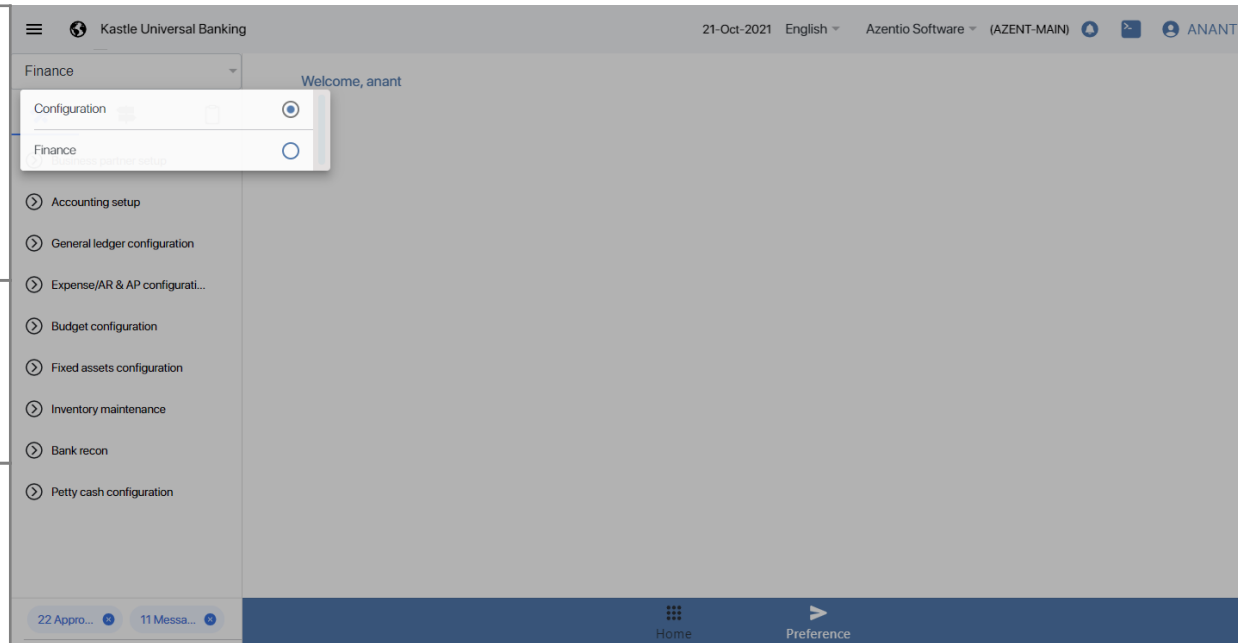 Kastle Universal Banking
21-Oct-2021 English Azentio Software (AZENT-MAIN) ANANT
Finance
Welcome, anant
Configuration
Finance
Accounting setup
General ledger configuration
Expense/AR & AP configurati...
Budget configuration
Fixed assets configuration
Inventory maintenance
Bank recon
Petty cash configuration
22 Appro... 11 Messa...
Home Preference